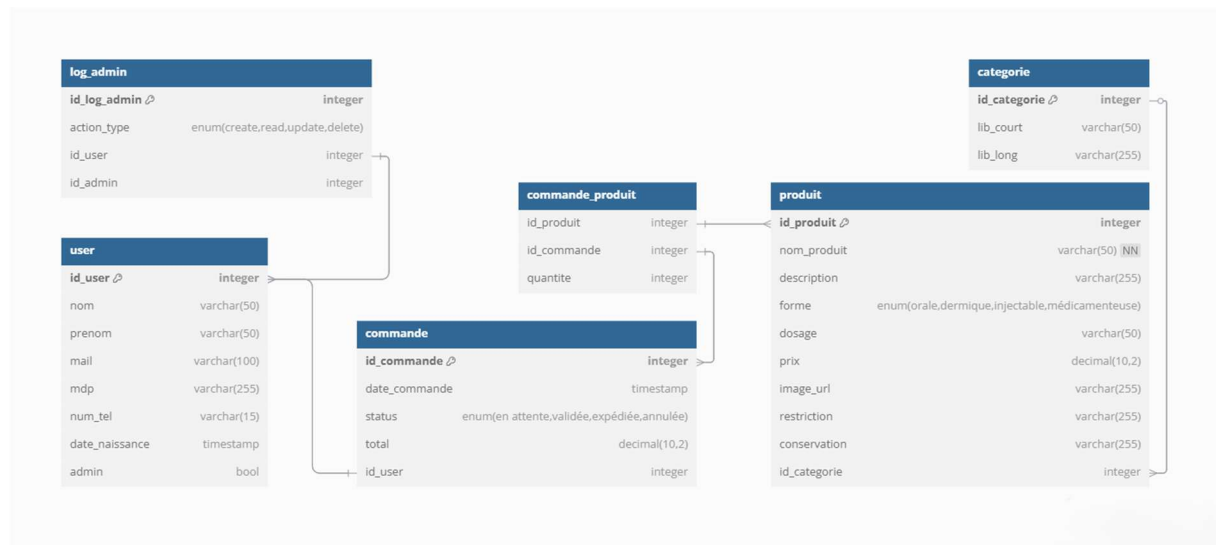 log_admin
id_log_admin integer
action_type enum(create,read,update,delete)
id_user integer
id_admin integer
user
id_user integer
nom varchar(50)
prenom varchar(50)
mail varchar(100)
mdp varchar(255)
num_tel varchar(15)
date_naissance timestamp
admin bool
commande_produit
id_produit integer
id_commande integer
quantite integer
commande
id_commande integer
date_commande timestamp
status enum(en attente,validée,expédiée,annulée)
total decimal(10,2)
id_user integer
categorie
id_categorie integer
lib_court varchar(50)
lib_long varchar(255)
produit
id_produit integer
nom_produit varchar(50) NN
description varchar(255)
forme enum(orale,dermique,injectable,médicamenteuse)
dosage varchar(50)
prix decimal(10,2)
image_url varchar(255)
restriction varchar(255)
conservation varchar(255)
id_categorie integer